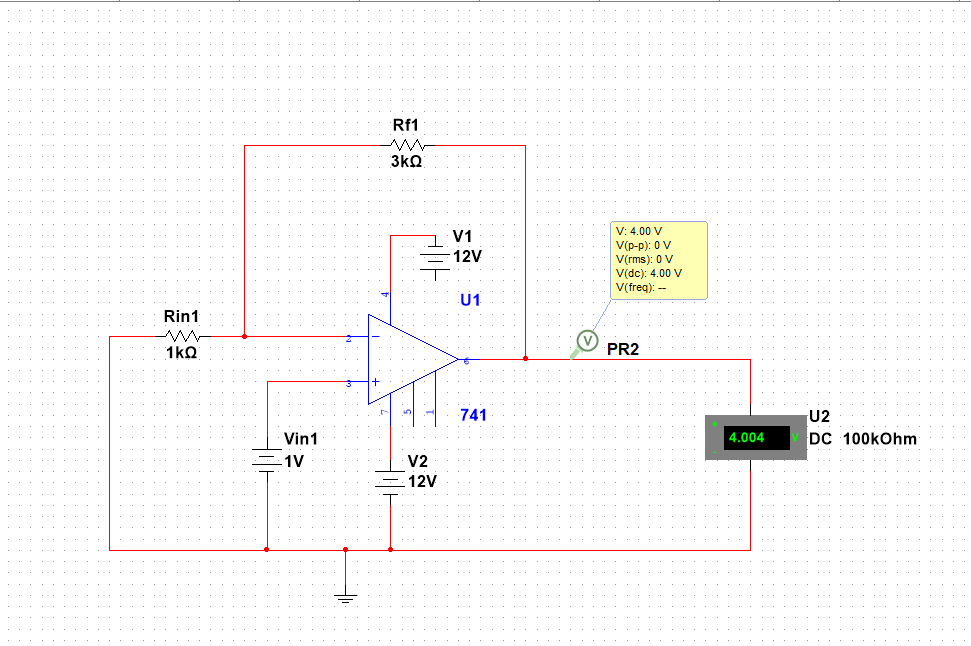 Rf1
3kΩ
V: 4.00 V
V(p-p): 0 V
V(rms): 0 V
V(dc): 4.00 V
V(freq): --
V1
12V
4
U1
Rin1
1kΩ
2
V
PR2
6
3
7
5
1
741
U2
4.004
V
DC 100kOhm
Vin1
1V
V2
12V